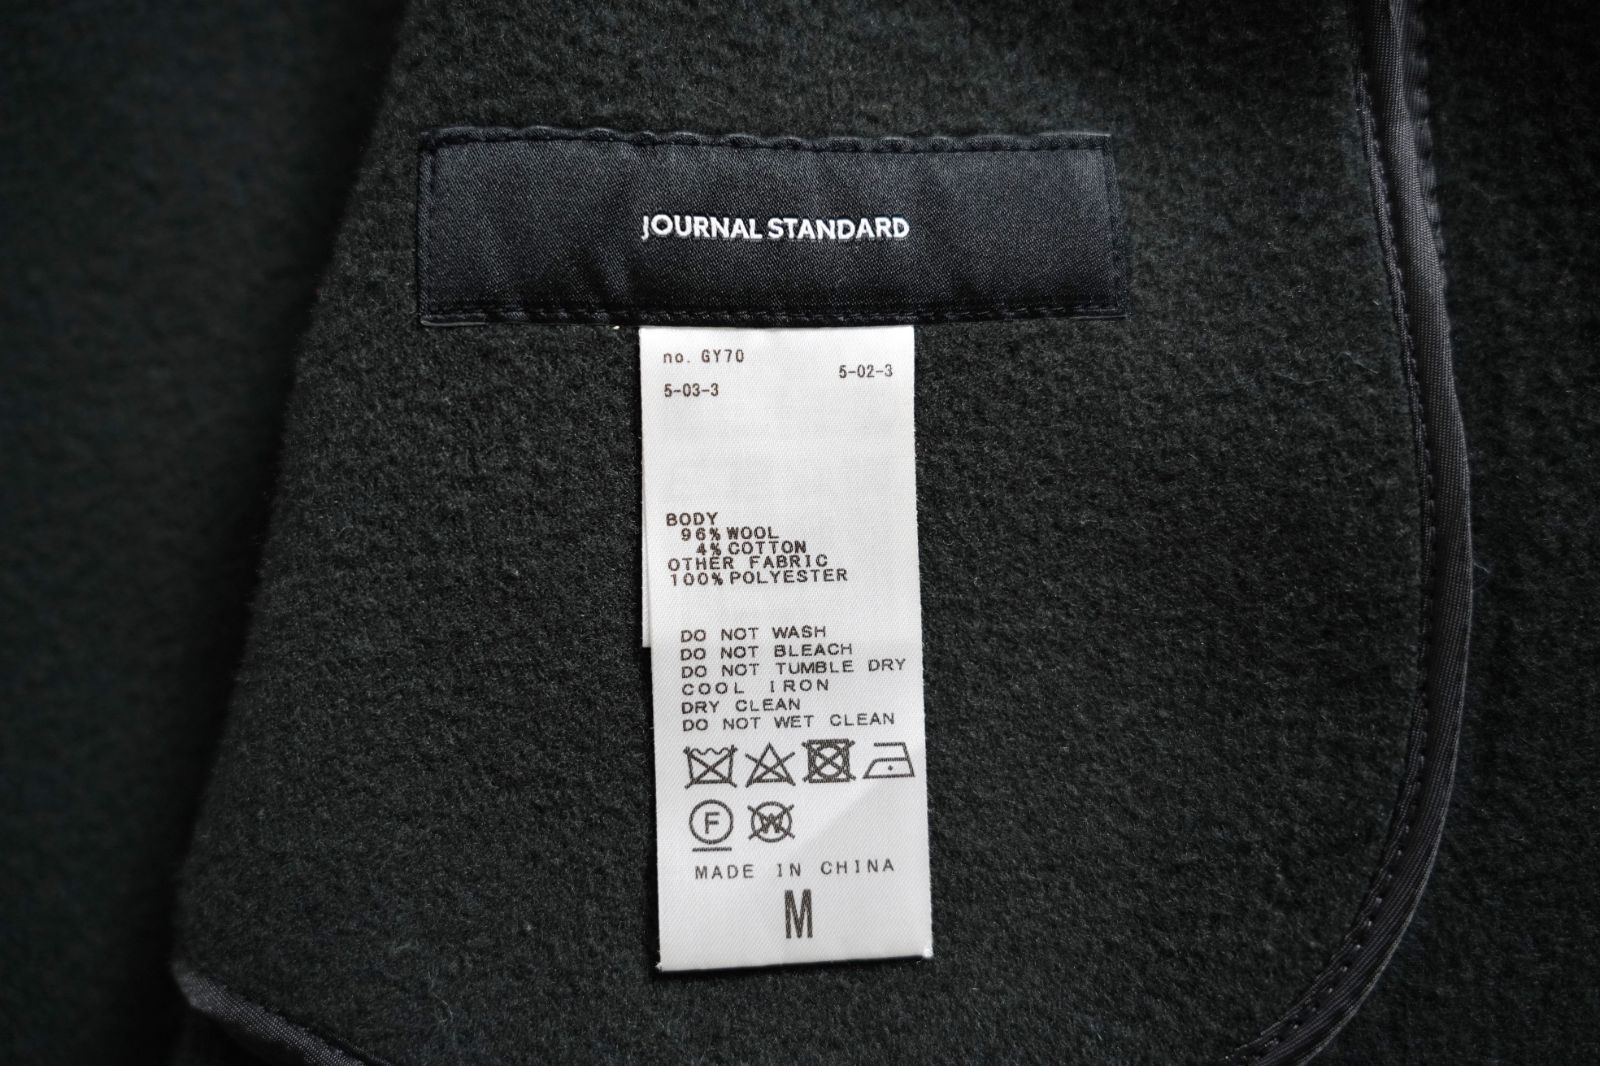 JOURNAL STANDARD
no. GY70
5-02-3
5-03-3
BODY
96% WOOL
4% COTTON
OTHER FABRIC
100% POLYESTER
DO NOT WASH
DO NOT BLEACH
DO NOT TUMBLE DRY
COOL IRON
DRY CLEAN
DO NOT WET CLEAN
F W
MADE IN CHINA
M